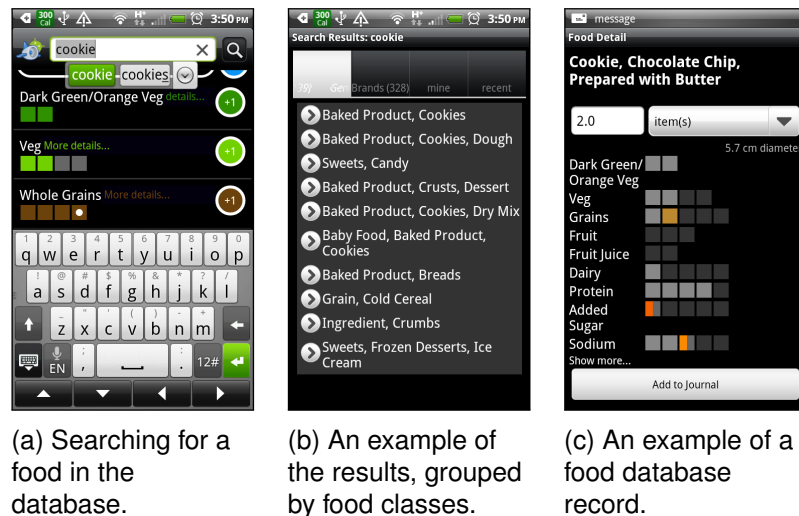 300
Cal
H+
3:50 PM
cookie
cookie cookies
Dark Green/Orange Veg details...
+1
Veg More details...
+1
Whole Grains More details...
+1
1 2 3 4 5 6 7 8 9 0
q w e r t y u i o p
! @ # $ % & * ? /
a s d f g h j k l
_ " ' ( ) - +
z x c v b n m
EN , . 12#
(a) Searching for a
food in the
database.
300
Cal
H+
3:50 PM
Search Results: cookie
Brands (328) mine recent
Baked Product, Cookies
Baked Product, Cookies, Dough
Sweets, Candy
Baked Product, Crusts, Dessert
Baked Product, Cookies, Dry Mix
Baby Food, Baked Product,
Cookies
Baked Product, Breads
Grain, Cold Cereal
Ingredient, Crumbs
Sweets, Frozen Desserts, Ice
Cream
(b) An example of
the results, grouped
by food classes.
message
Food Detail
Cookie, Chocolate Chip,
Prepared with Butter
2.0 item(s)
5.7 cm diamete
Dark Green/
Orange Veg
Veg
Grains
Fruit
Fruit Juice
Dairy
Protein
Added
Sugar
Sodium
Show more...
Add to Journal
(c) An example of a
food database
record.